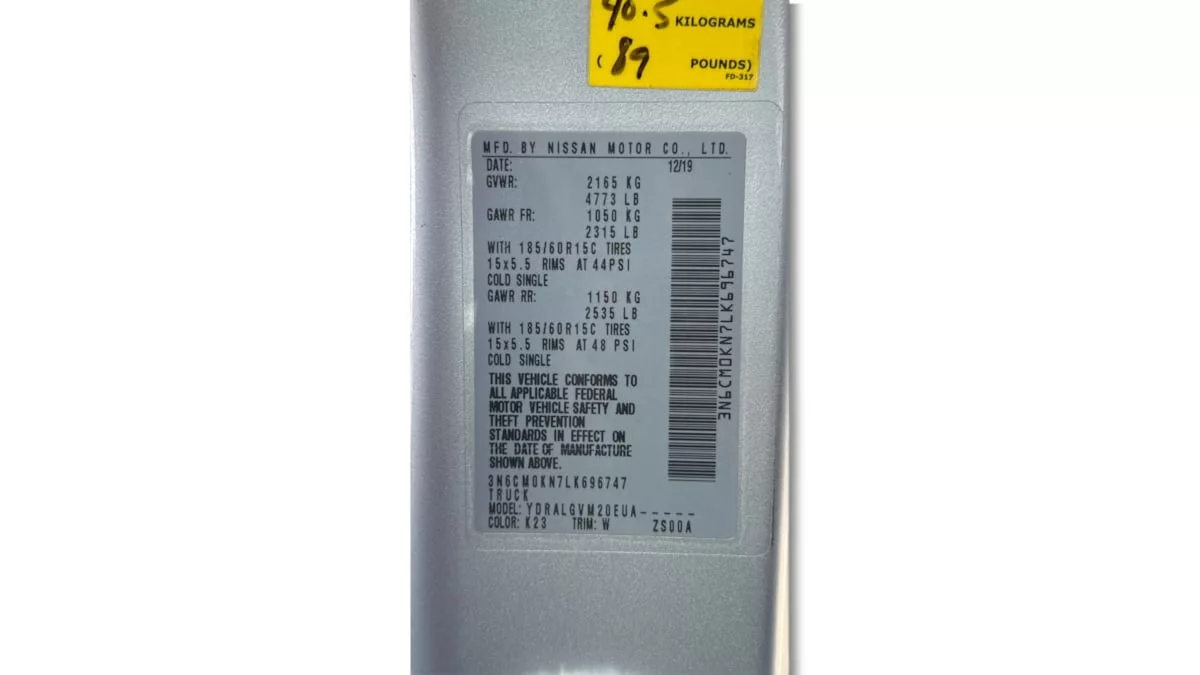 40.5 KILOGRAMS
(89 POUNDS)
FD-317
MFD. BY NISSAN MOTOR CO., LTD.
DATE: 12/19
GVWR: 2165 KG
4773 LB
GAWR FR: 1050 KG
2315 LB
WITH 185/60R15C TIRES
15x5.5 RIMS AT 44PSI
COLD SINGLE
GAWR RR: 1150 KG
2535 LB
WITH 185/60R15C TIRES
15x5.5 RIMS AT 48 PSI
COLD SINGLE
THIS VEHICLE CONFORMS TO
ALL APPLICABLE FEDERAL
MOTOR VEHICLE SAFETY AND
THEFT PREVENTION
STANDARDS IN EFFECT ON
THE DATE OF MANUFACTURE
SHOWN ABOVE.
3N6CM0KN7LK696747
TRUCK
MODEL: YDRALGVM20EUA-----
COLOR: K23 TRIM: W ZS00A
3N6CM0KN7LK696747